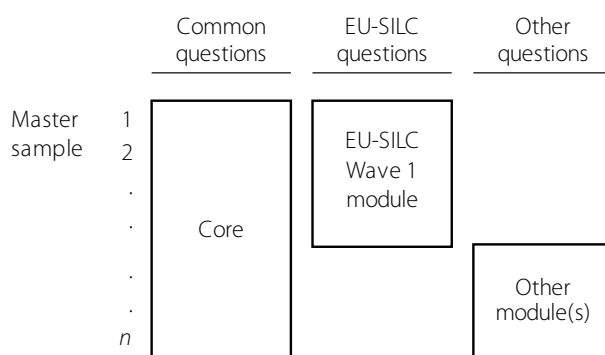 Common
questions
EU-SILC
questions
Other
questions
Master
sample
1
2
.
.
.
.
n
Core
EU-SILC
Wave 1
module
Other
module(s)